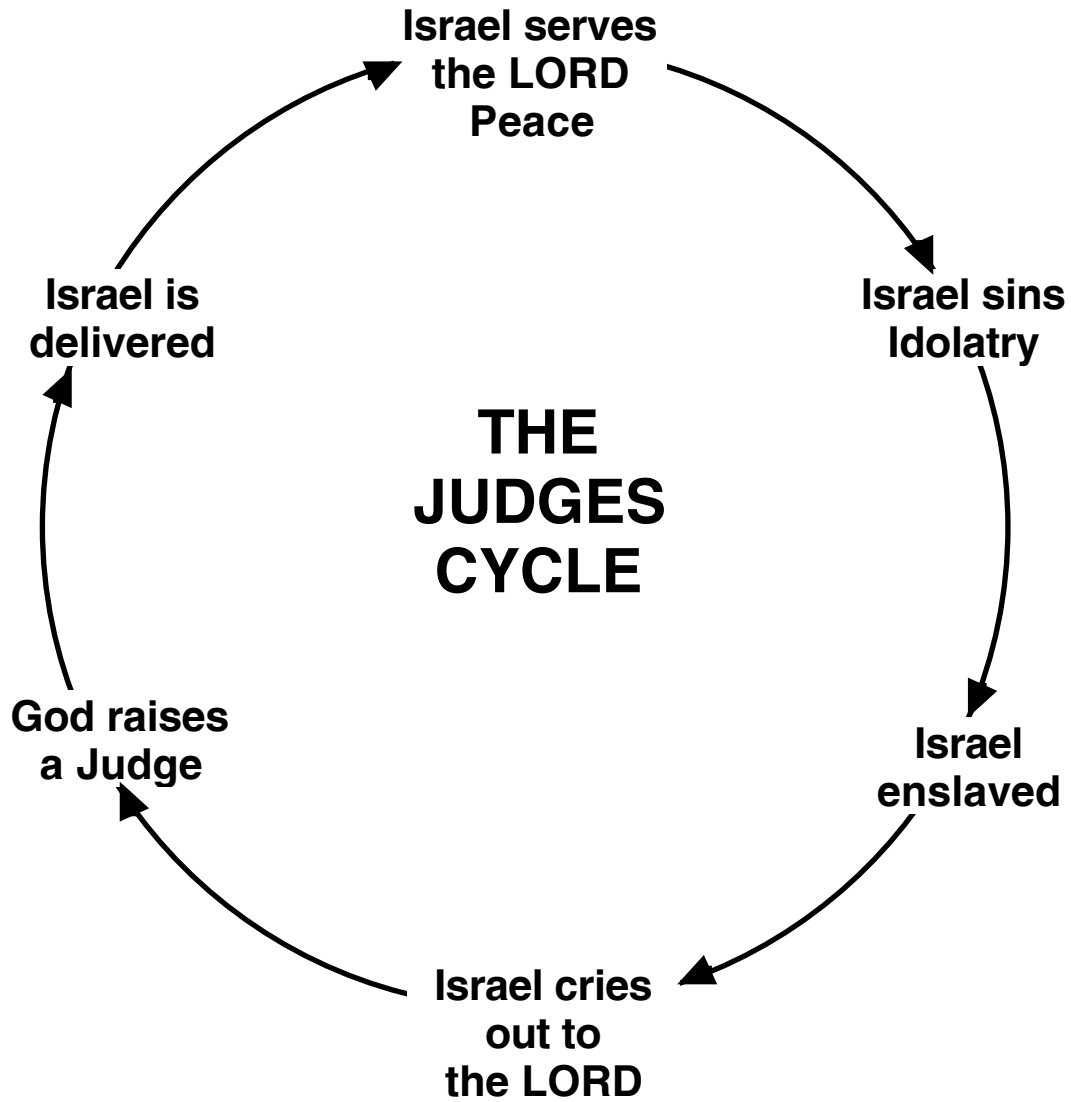 Israel serves
the LORD
Peace
Israel sins
Idolatry
Israel
enslaved
Israel cries
out to
the LORD
God raises
a Judge
Israel is
delivered
THE
JUDGES
CYCLE